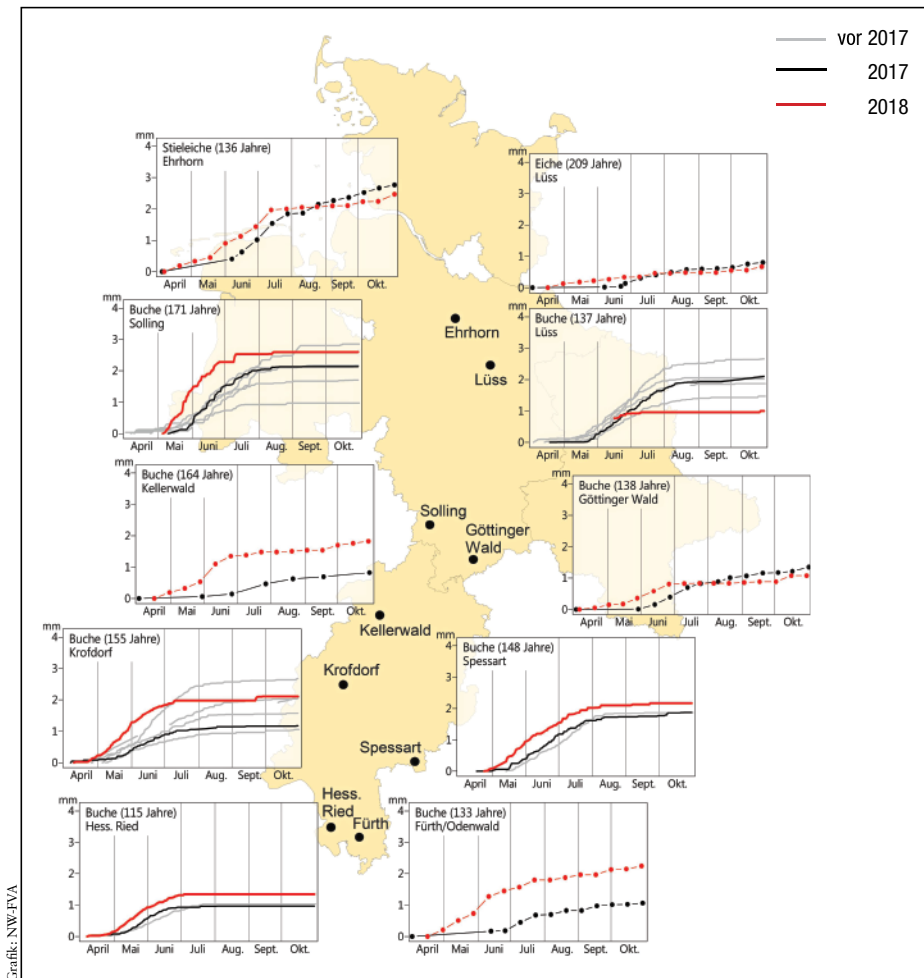 vor 2017
2017
2018
mm
Stieleiche (136 Jahre)
Ehrhorn
4
3
2
1
0
April Mai Juni Juli Aug. Sept. Okt.
mm
Eiche (209 Jahre)
Lüss
4
3
2
1
0
April Mai Juni Juli Aug. Sept. Okt.
mm
Buche (171 Jahre)
Solling
4
3
2
1
0
April Mai Juni Juli Aug. Sept. Okt.
mm
Buche (137 Jahre)
Lüss
4
3
2
1
0
April Mai Juni Juli Aug. Sept. Okt.
Ehrhorn
Lüss
mm
Buche (164 Jahre)
Kellerwald
4
3
2
1
0
April Mai Juni Juli Aug. Sept. Okt.
mm
Buche (138 Jahre)
Göttinger Wald
4
3
2
1
0
April Mai Juni Juli Aug. Sept. Okt.
Solling
Göttinger
Wald
Kellerwald
mm
Buche (155 Jahre)
Krofdorf
4
3
2
1
0
April Mai Juni Juli Aug. Sept. Okt.
mm
Buche (148 Jahre)
Spessart
4
3
2
1
0
April Mai Juni Juli Aug. Sept. Okt.
Krofdorf
Spessart
Hess.
Ried
Fürth
mm
Buche (115 Jahre)
Hess. Ried
4
3
2
1
0
April Mai Juni Juli Aug. Sept. Okt.
mm
Buche (133 Jahre)
Fürth/Odenwald
4
3
2
1
0
April Mai Juni Juli Aug. Sept. Okt.
Grafik: NW-FVA